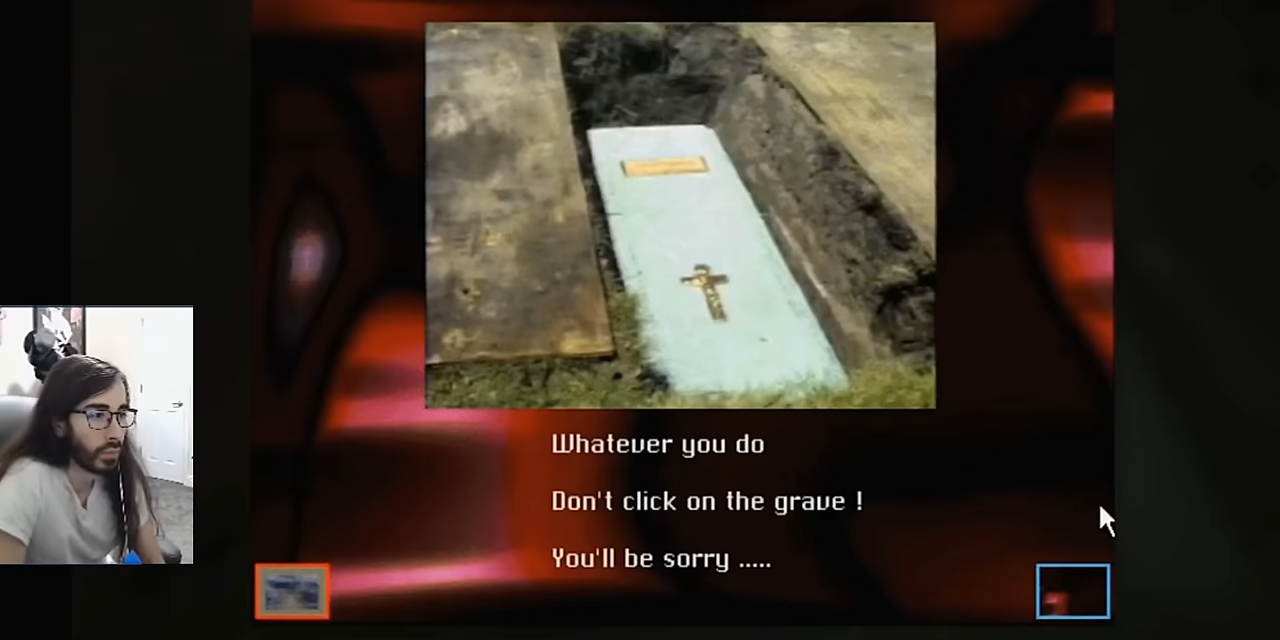 Whatever you do
Don't click on the grave !
You'll be sorry .....